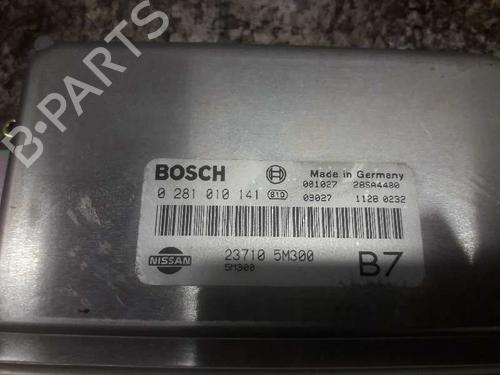 B-PARTS
BOSCH
Made in Germany
0 281 010 141 810
001027 28SA4480
09027 1128 0232
NISSAN
23710 5M300
5M300
B7